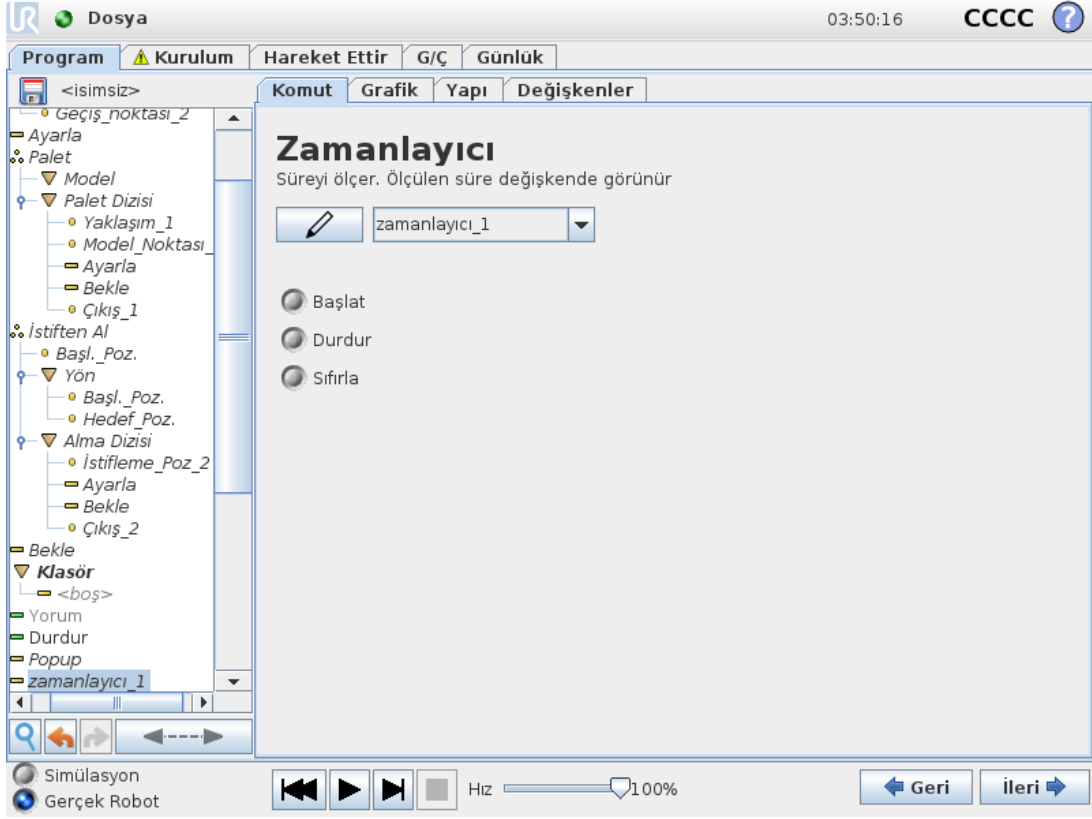 UR Dosya 03:50:16 CCCC ?
Program Kurulum Hareket Ettir G/Ç Günlük
<isimsiz> Komut Grafik Yapı Değişkenler
Geçiş_noktası_2
Ayarla
Palet
Model
Palet Dizisi
Yaklaşım_1
Model_Noktası_
Ayarla
Bekle
Çıkış_1
İstiften Al
Başl._Poz.
Yön
Başl._Poz.
Hedef_Poz.
Alma Dizisi
İstifleme_Poz_2
Ayarla
Bekle
Çıkış_2
Bekle
Klasör
<boş>
Yorum
Durdur
Popup
zamanlayıcı_1
Zamanlayıcı
Süreyi ölçer. Ölçülen süre değişkende görünür
zamanlayıcı_1
Başlat
Durdur
Sıfırla
Simülasyon
Gerçek Robot
Hız 100%
Geri İleri